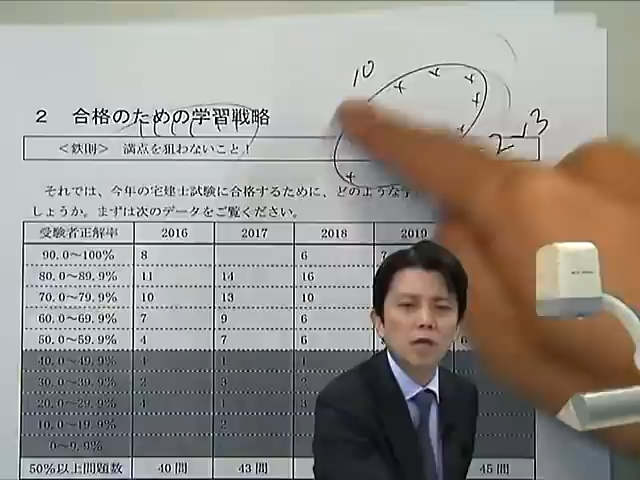 10
2 合格のための学習戦略
2 , 3
<鉄則> 満点を狙わないこと!
それでは、今年の宅建士試験に合格するために、どのような学
しょうか。まずは次のデータをご覧ください。
受験者正解率 2016 2017 2018 2019
90.0～100% 8 6 7
80.0～89.9% 11 14 16
70.0～79.9% 10 13 10
60.0～69.9% 7 9 6
50.0～59.9% 4 7 6 6
40.0～49.9% 4 1 1
30.0～39.9% 2 3 2
20.0～29.9% 4 3
10.0～19.9% 2
0～9.9%
50%以上問題数 40問 43問 45問